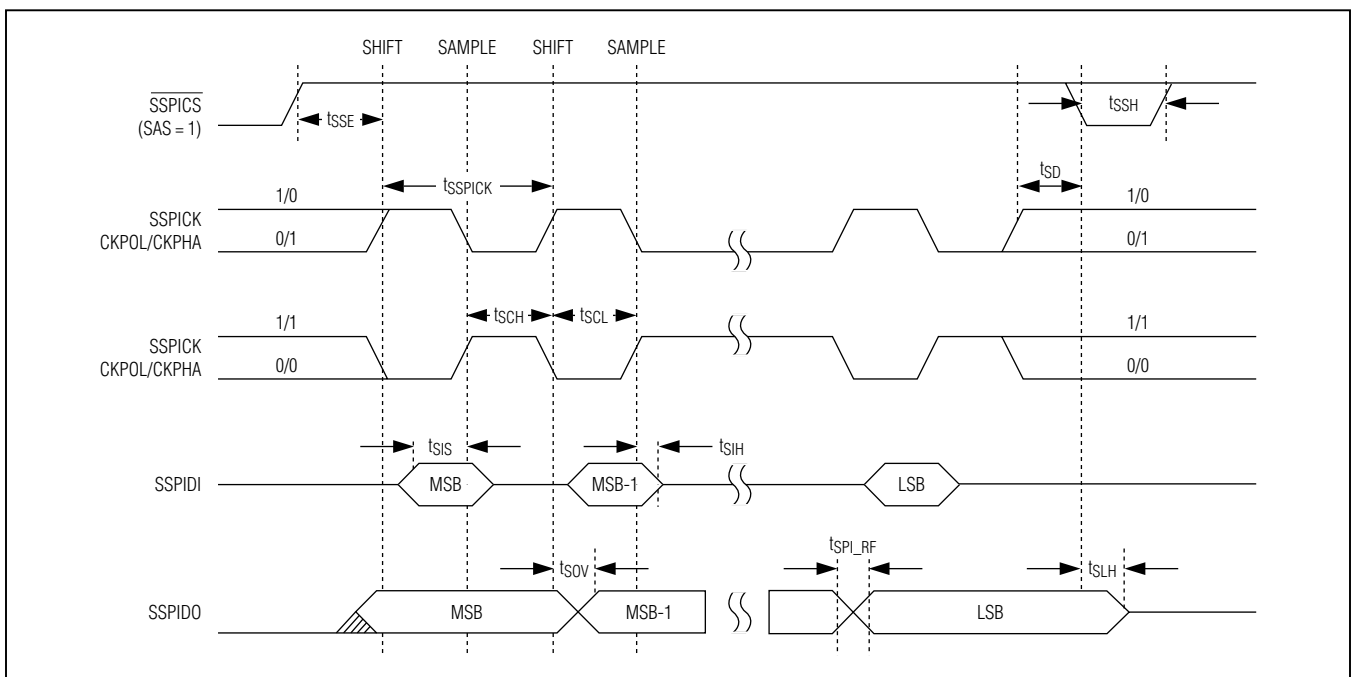 SHIFT SAMPLE SHIFT SAMPLE
SSPICS
(SAS = 1)
tSSE
tSSH
tSSPICK
tSD
1/0
1/0
SSPICK
CKPOL/CKPHA
0/1
0/1
tSCH
tSCL
1/1
1/1
SSPICK
CKPOL/CKPHA
0/0
0/0
tSIS
tSIH
SSPIDI
MSB
MSB-1
LSB
tSPI_RF
tSOV
tSLH
SSPIDO
MSB
MSB-1
LSB